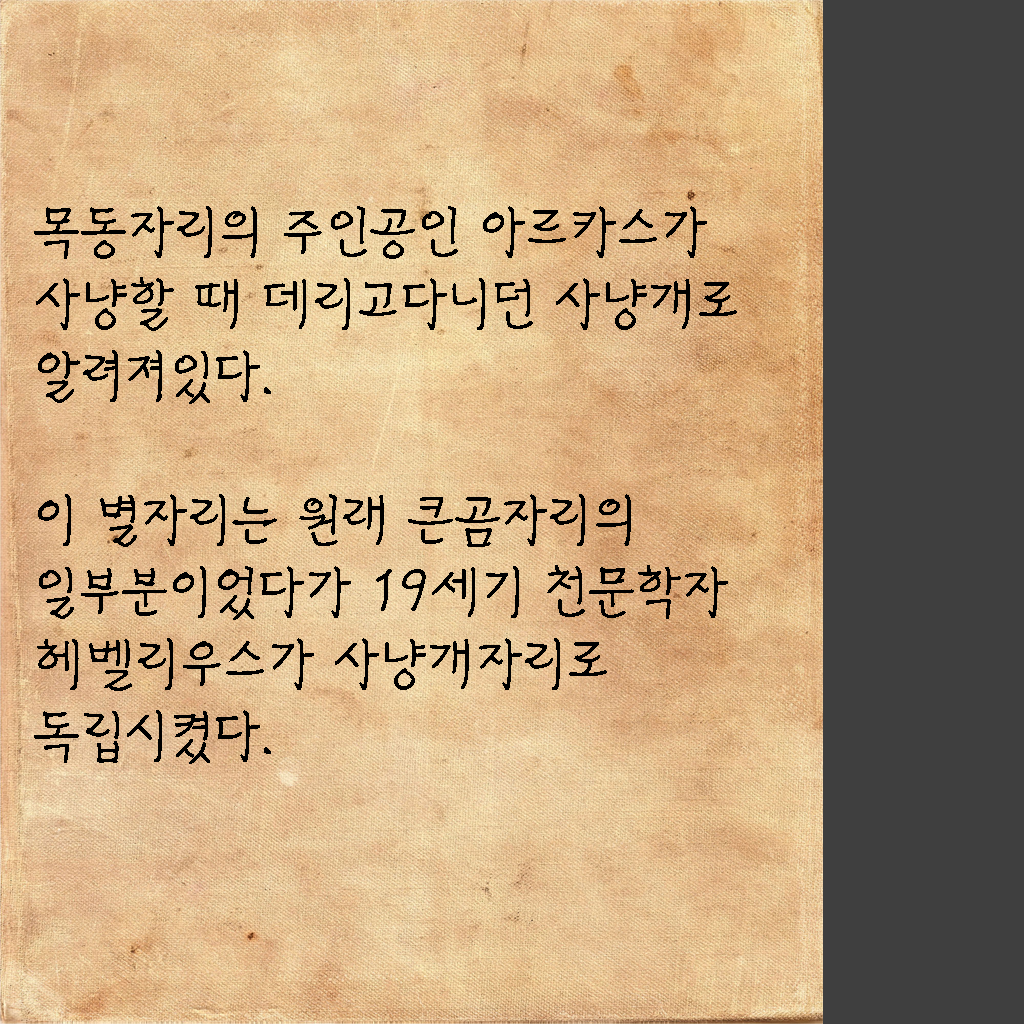 목동자리의 주인공인 아르카스가
사냥할 때 데리고다니던 사냥개로
알려져있다.
이 별자리는 원래 큰곰자리의
일부분이었다가 19세기 천문학자
헤벨리우스가 사냥개자리로
독립시켰다.